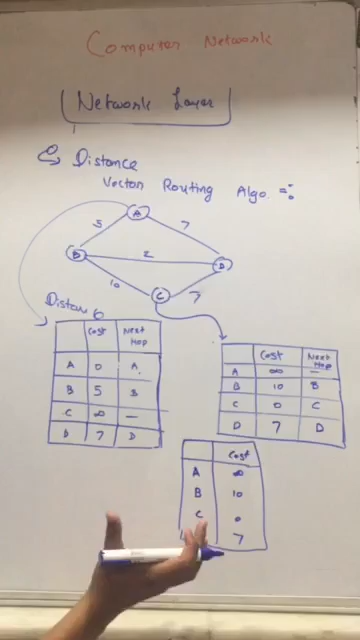 Computer Network
Network Layer
Distance
Vector Routing Algo. =:
A
5
7
B
2
D
10
7
C
Distan
Cost Next Hop
A 0 A
B 5 B
C ∞ —
D 7 D
Cost Next Hop
A ∞ —
B 10 B
C 0 C
D 7 D
Cost
A ∞
B 10
C 0
7